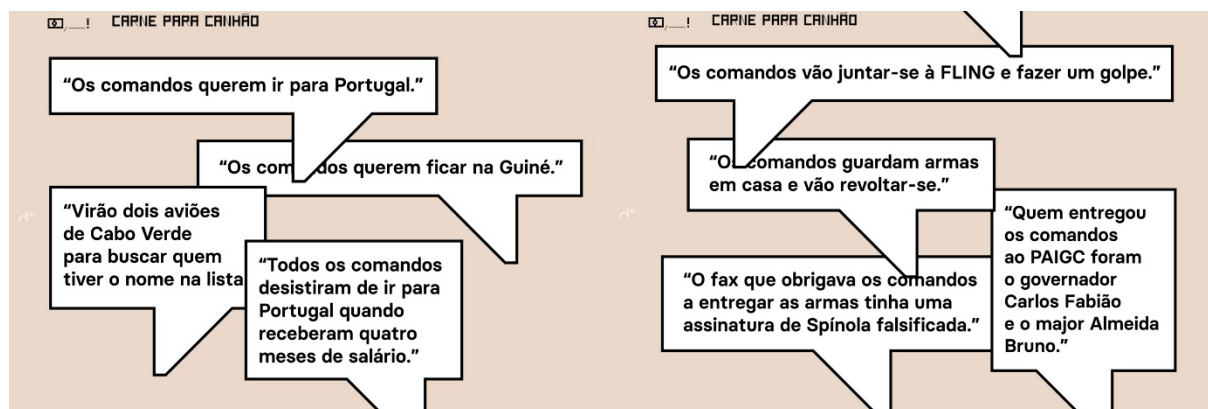 CARNE PARA CANHÃO
“Os comandos querem ir para Portugal.”
“Os comandos querem ficar na Guiné.”
“Virão dois aviões
de Cabo Verde
para buscar quem
tiver o nome na lista
“Todos os comandos
desistiram de ir para
Portugal quando
receberam quatro
meses de salário.”
CARNE PARA CANHÃO
“Os comandos vão juntar-se à FLING e fazer um golpe.”
“Os comandos guardam armas
em casa e vão revoltar-se.”
“O fax que obrigava os comandos
a entregar as armas tinha uma
assinatura de Spínola falsificada.”
“Quem entregou
os comandos
ao PAIGC foram
o governador
Carlos Fabião
e o major Almeida
Bruno.”